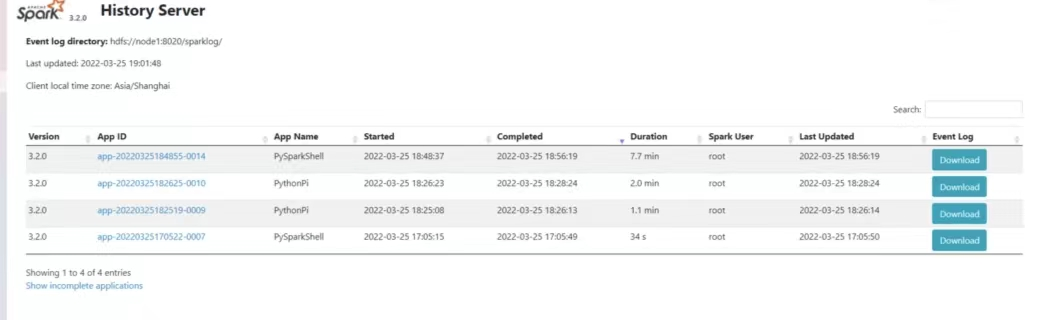 APACHE
Spark 3.2.0 History Server
Event log directory: hdfs://node1:8020/sparklog/
Last updated: 2022-03-25 19:01:48
Client local time zone: Asia/Shanghai
Search:
Version App ID App Name Started Completed Duration Spark User Last Updated Event Log
3.2.0 app-20220325184855-0014 PySparkShell 2022-03-25 18:48:37 2022-03-25 18:56:19 7.7 min root 2022-03-25 18:56:19 Download
3.2.0 app-20220325182625-0010 PythonPi 2022-03-25 18:26:23 2022-03-25 18:28:24 2.0 min root 2022-03-25 18:28:24 Download
3.2.0 app-20220325182519-0009 PythonPi 2022-03-25 18:25:08 2022-03-25 18:26:13 1.1 min root 2022-03-25 18:26:14 Download
3.2.0 app-20220325170522-0007 PySparkShell 2022-03-25 17:05:15 2022-03-25 17:05:49 34 s root 2022-03-25 17:05:50 Download
Showing 1 to 4 of 4 entries
Show incomplete applications